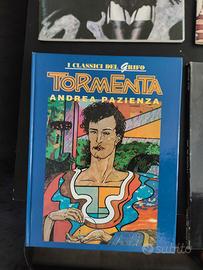 I CLASSICI DEL GRIFO
TORMENTA
ANDREA PAZIENZA
subito